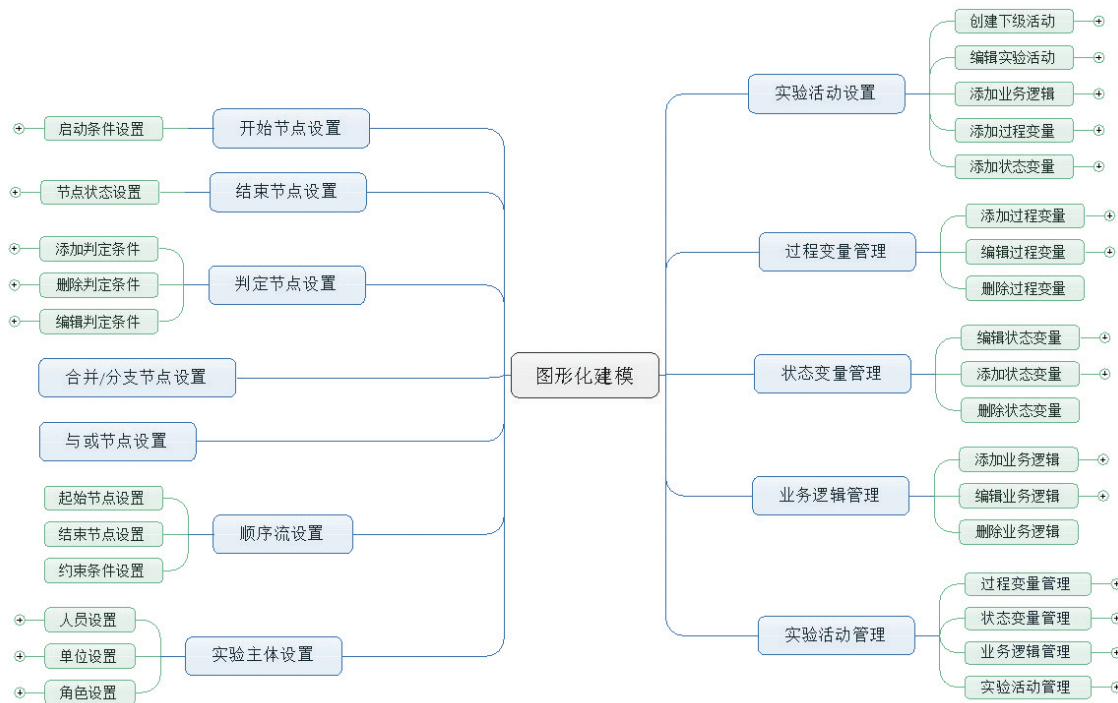 图形化建模
开始节点设置
启动条件设置
结束节点设置
节点状态设置
判定节点设置
添加判定条件
删除判定条件
编辑判定条件
合并/分支节点设置
与或节点设置
顺序流设置
起始节点设置
结束节点设置
约束条件设置
实验主体设置
人员设置
单位设置
角色设置
实验活动设置
创建下级活动
编辑实验活动
添加业务逻辑
添加过程变量
添加状态变量
过程变量管理
添加过程变量
编辑过程变量
删除过程变量
状态变量管理
编辑状态变量
添加状态变量
删除状态变量
业务逻辑管理
添加业务逻辑
编辑业务逻辑
删除业务逻辑
实验活动管理
过程变量管理
状态变量管理
业务逻辑管理
实验活动管理